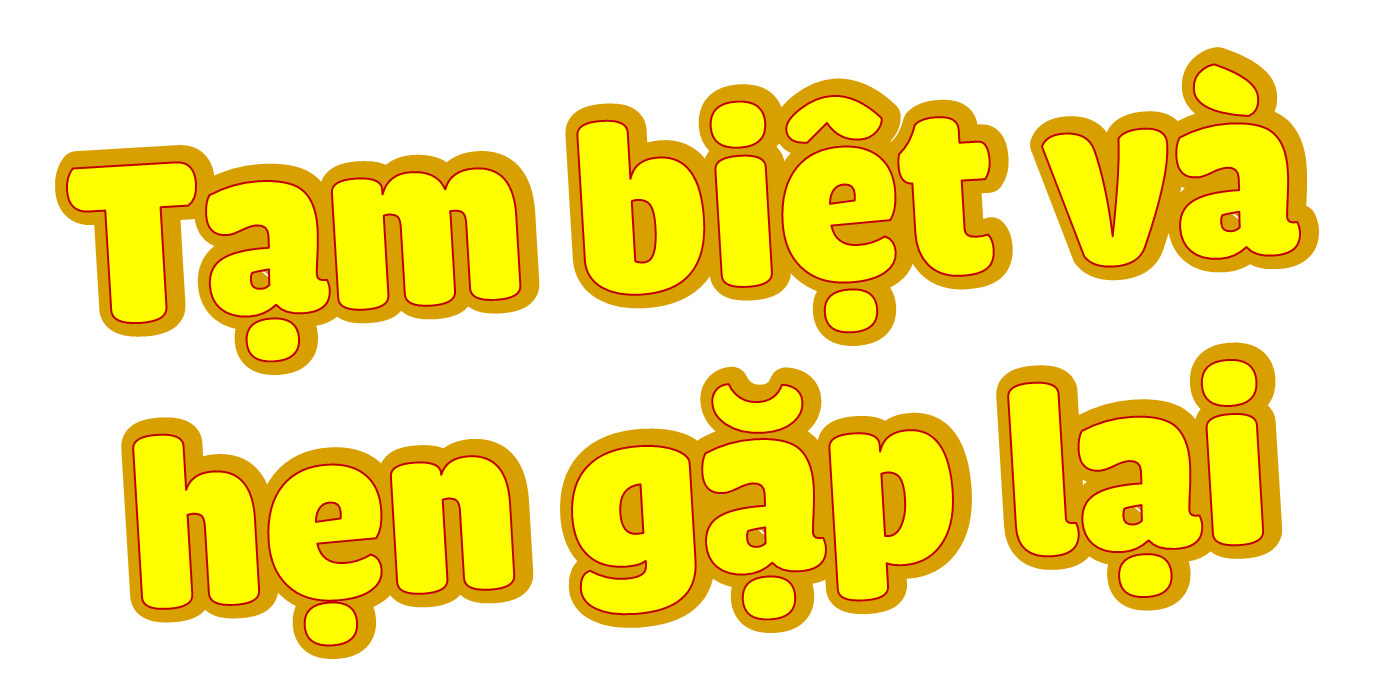 Tạm biệt và
hẹn gặp lại